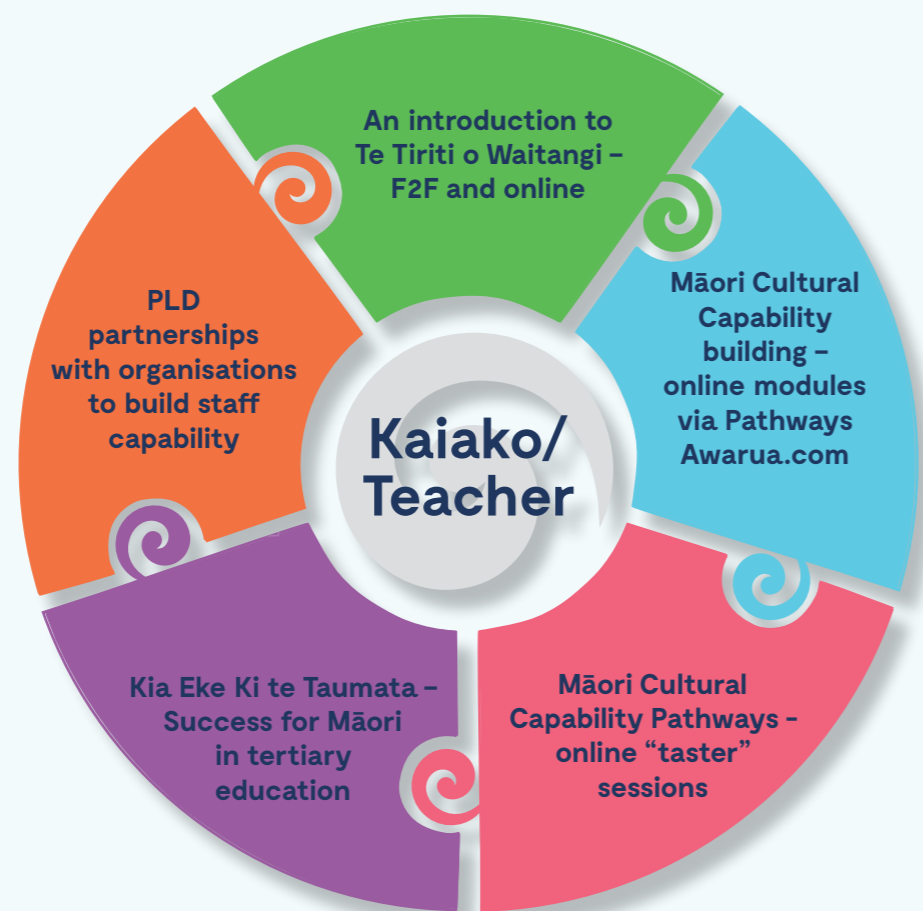 An introduction to
Te Tiriti o Waitangi –
F2F and online
Māori Cultural
Capability
building –
online modules
via Pathways
Awarua.com
Māori Cultural
Capability Pathways -
online “taster”
sessions
Kia Eke Ki te Taumata –
Success for Māori
in tertiary
education
PLD
partnerships
with organisations
to build staff
capability
Kaiako/
Teacher